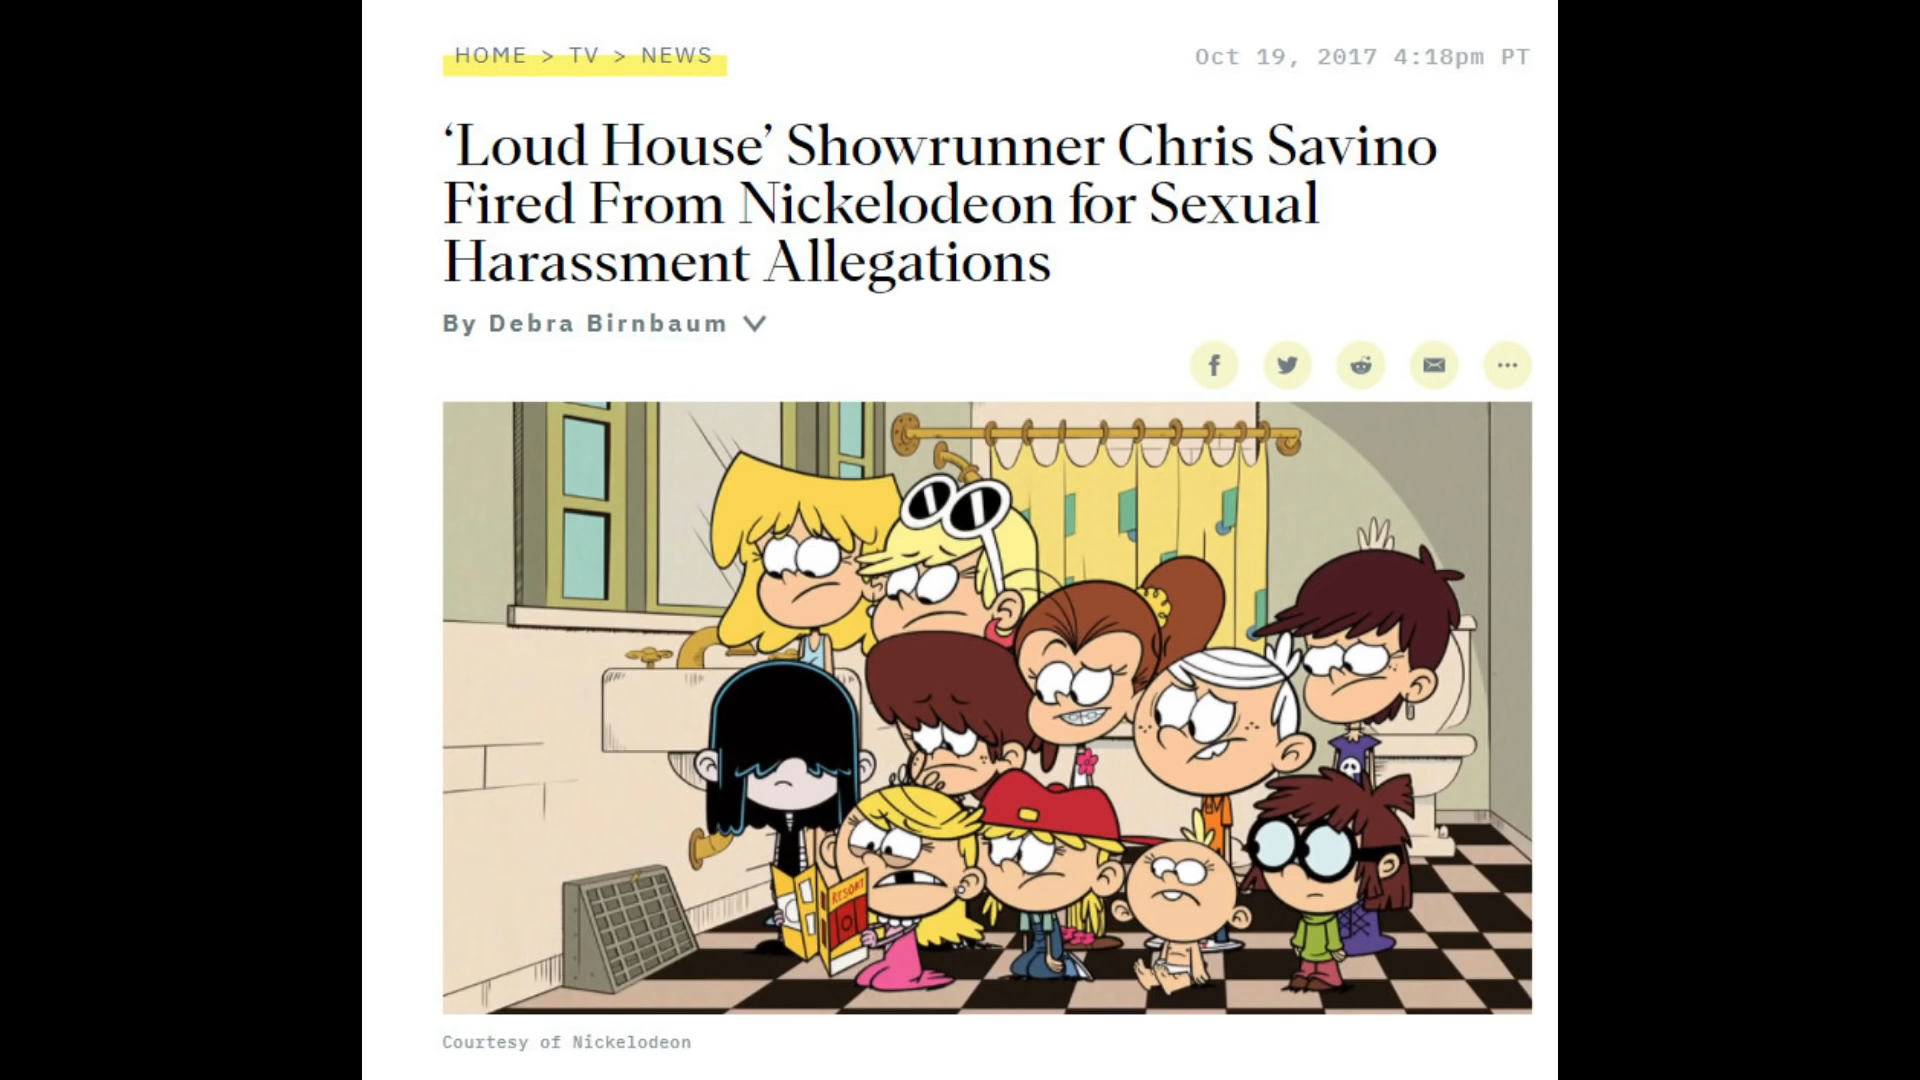 HOME > TV > NEWS
Oct 19, 2017 4:18pm PT
‘Loud House’ Showrunner Chris Savino
Fired From Nickelodeon for Sexual
Harassment Allegations
By Debra Birnbaum
RESORT
Courtesy of Nickelodeon